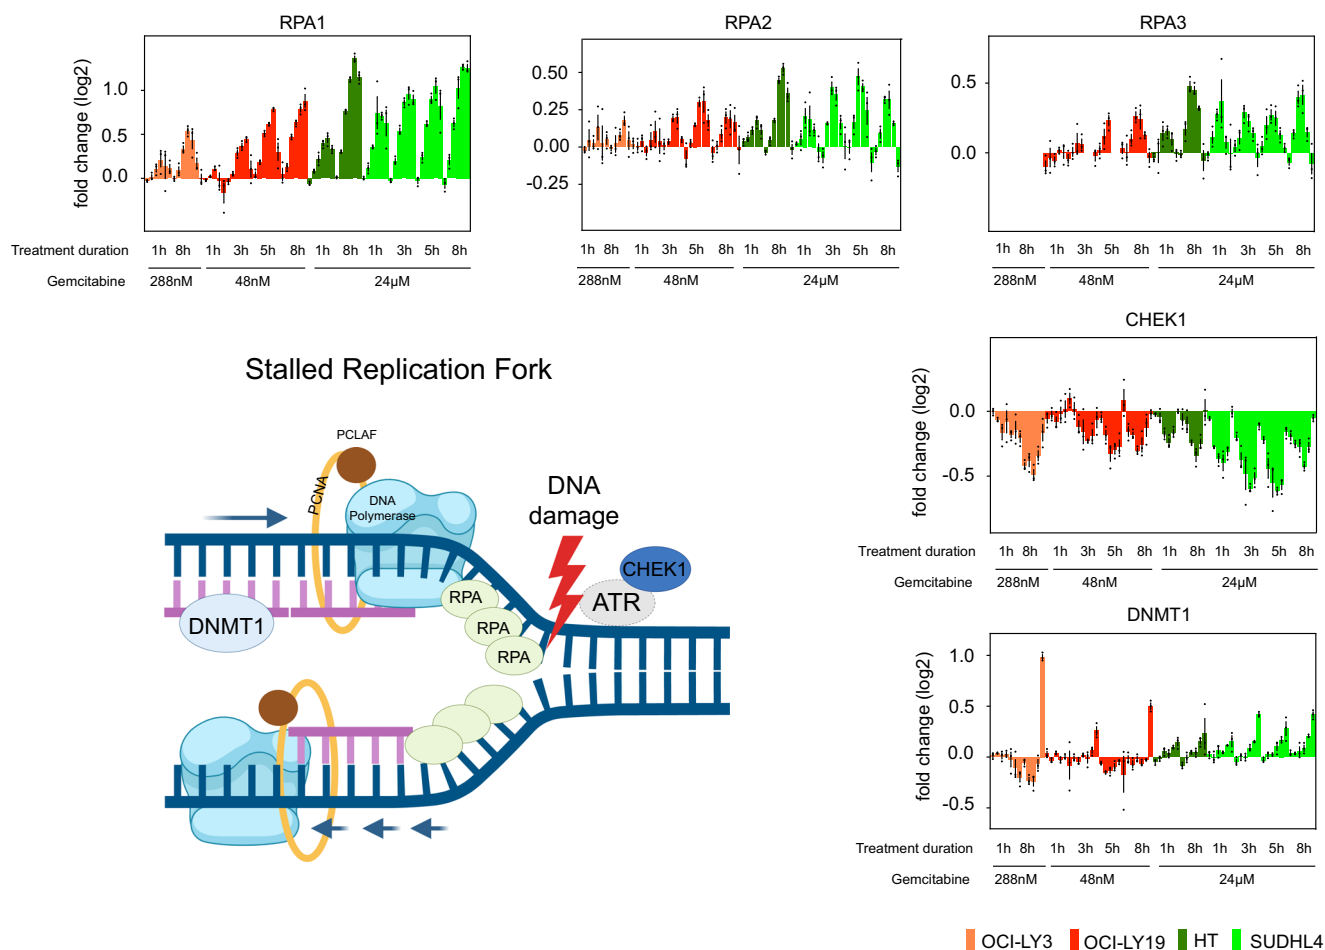 RPA1
RPA2
RPA3
fold change (log2)
1.0
0.5
0.0
0.50
0.25
0.00
-0.25
0.5
0.0
Treatment duration
1h 8h 1h 3h 5h 8h 1h 8h 1h 3h 5h 8h
1h 8h 1h 3h 5h 8h 1h 8h 1h 3h 5h 8h
1h 8h 1h 3h 5h 8h 1h 8h 1h 3h 5h 8h
Gemcitabine
288nM 48nM 24µM
288nM 48nM 24µM
288nM 48nM 24µM
CHEK1
fold change (log2)
0.0
-0.5
Treatment duration
1h 8h 1h 3h 5h 8h 1h 8h 1h 3h 5h 8h
Gemcitabine
288nM 48nM 24µM
Stalled Replication Fork
PCLAF
PCNA
DNA
Polymerase
DNA
damage
CHEK1
ATR
RPA
RPA
RPA
DNMT1
DNMT1
fold change (log2)
1.0
0.5
0.0
-0.5
Treatment duration
1h 8h 1h 3h 5h 8h 1h 8h 1h 3h 5h 8h
Gemcitabine
288nM 48nM 24µM
OCI-LY3 OCI-LY19 HT SUDHL4